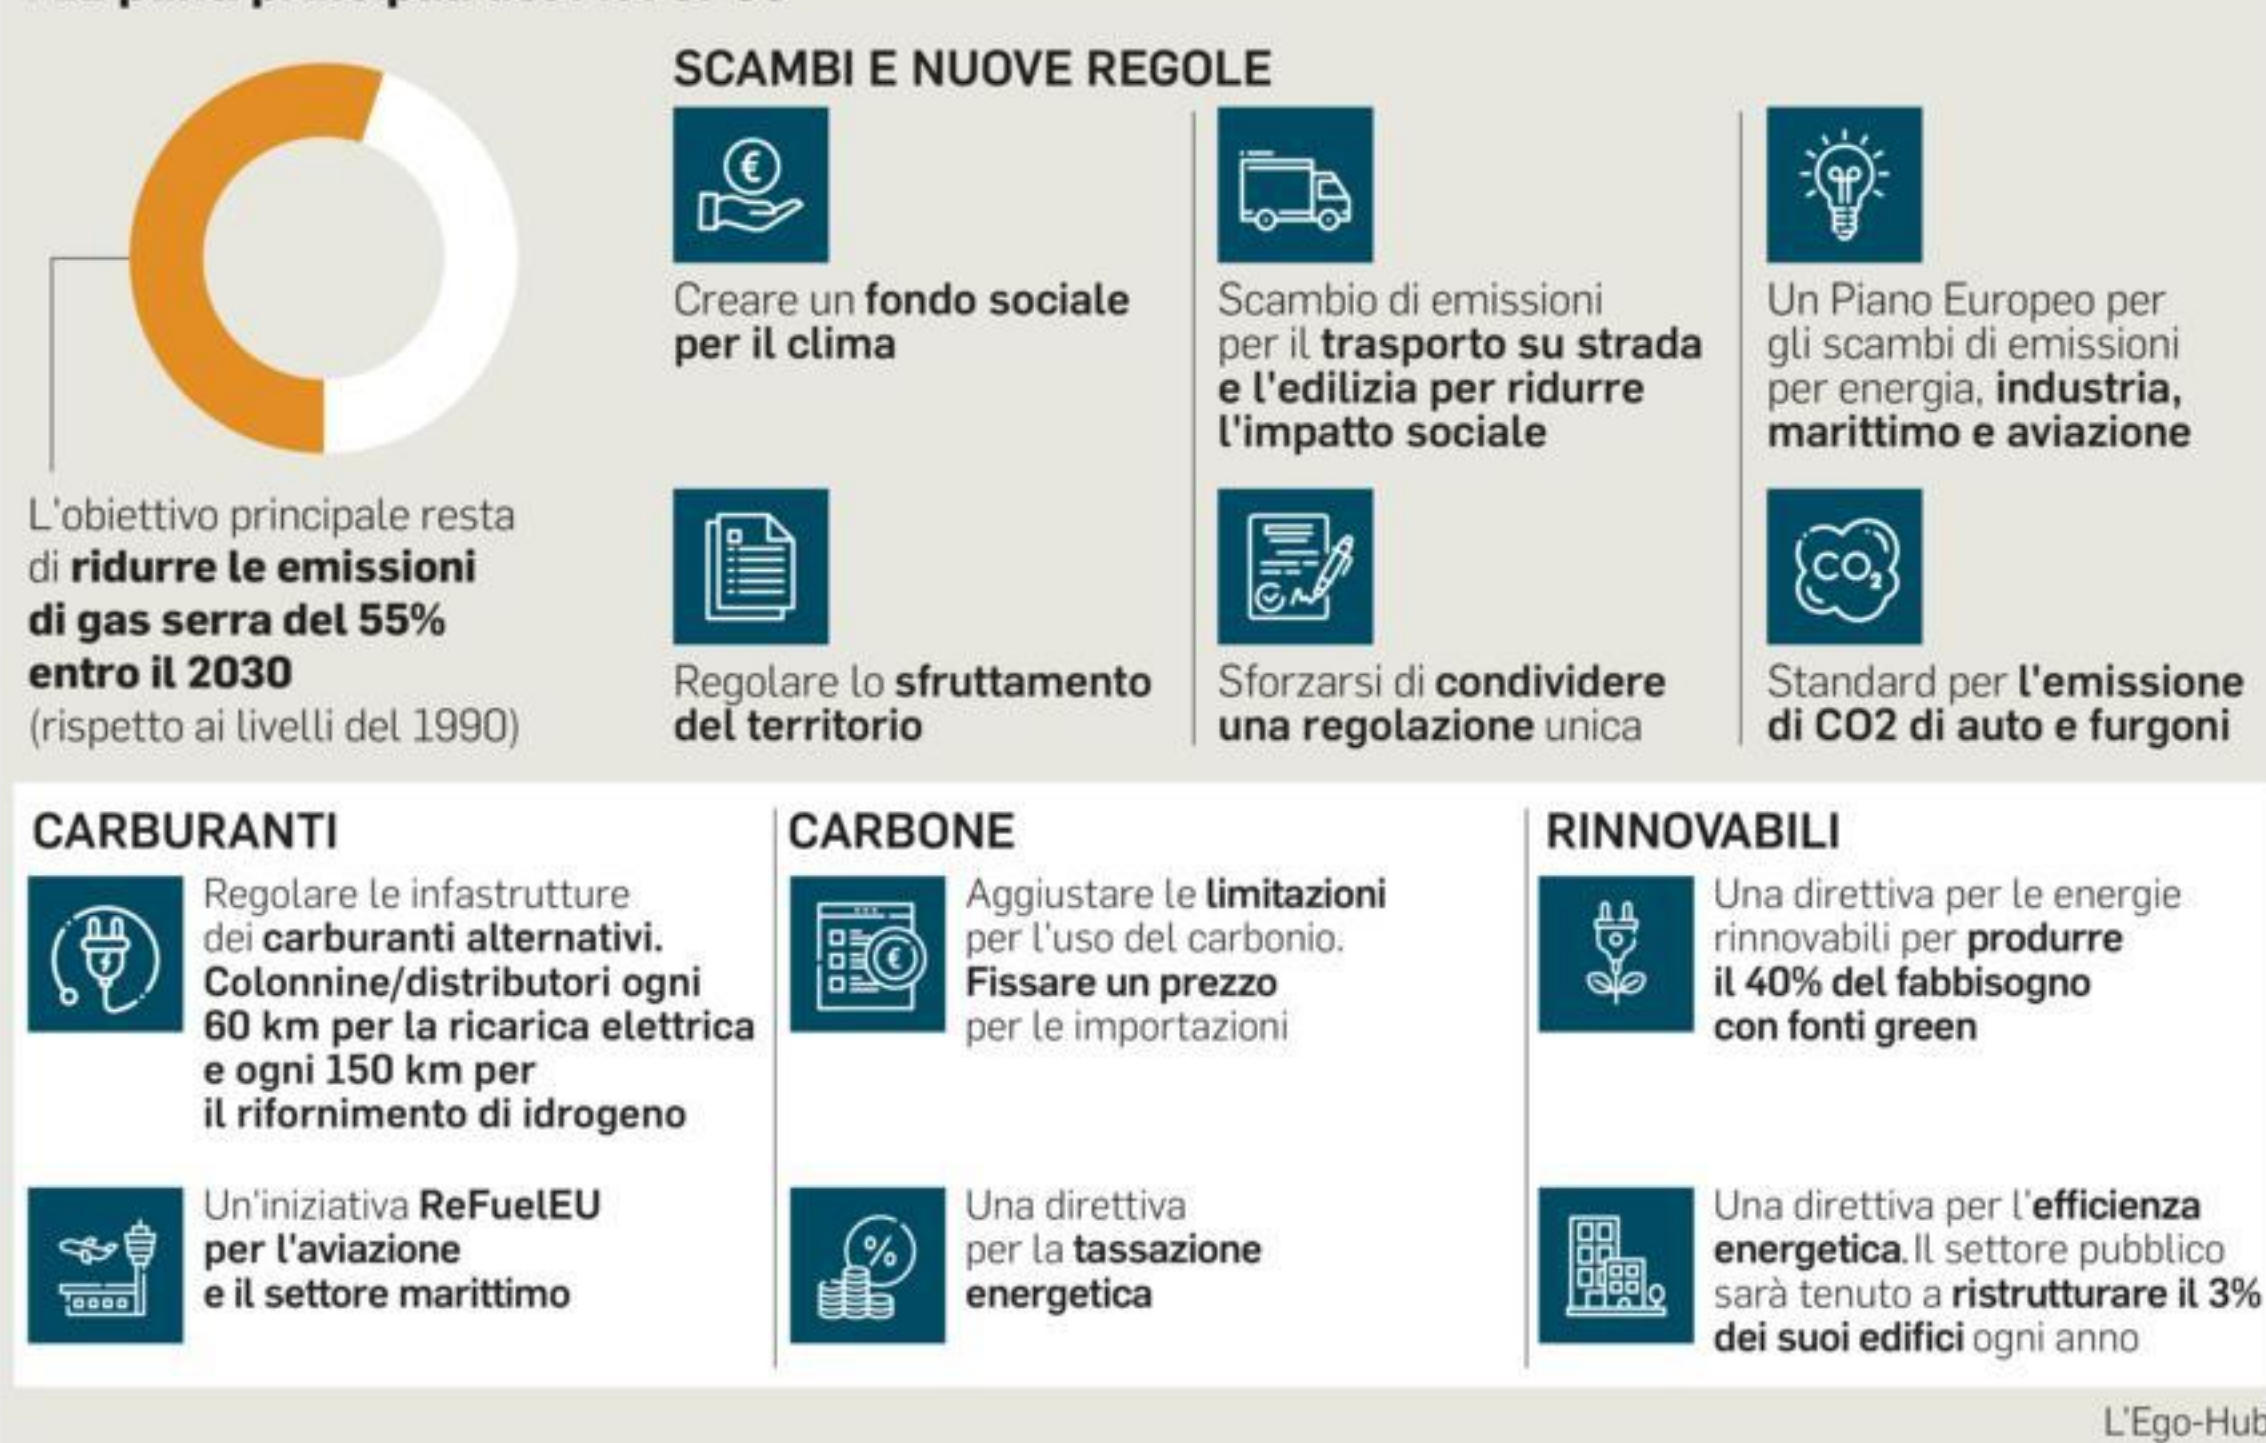 SCAMBI E NUOVE REGOLE
Creare un fondo sociale
per il clima
Scambio di emissioni
per il trasporto su strada
e l'edilizia per ridurre
l'impatto sociale
Un Piano Europeo per
gli scambi di emissioni
per energia, industria,
marittimo e aviazione
L'obiettivo principale resta
di ridurre le emissioni
di gas serra del 55%
entro il 2030
(rispetto ai livelli del 1990)
Regolare lo sfruttamento
del territorio
Sforzarsi di condividere
una regolazione unica
CO2
Standard per l'emissione
di CO2 di auto e furgoni
CARBURANTI
Regolare le infastrutture
dei carburanti alternativi.
Colonnine/distributori ogni
60 km per la ricarica elettrica
e ogni 150 km per
il rifornimento di idrogeno
Un'iniziativa ReFuelEU
per l'aviazione
e il settore marittimo
CARBONE
Aggiustare le limitazioni
per l'uso del carbonio.
Fissare un prezzo
per le importazioni
Una direttiva
per la tassazione
energetica
RINNOVABILI
Una direttiva per le energie
rinnovabili per produrre
il 40% del fabbisogno
con fonti green
Una direttiva per l'efficienza
energetica. Il settore pubblico
sarà tenuto a ristrutturare il 3%
dei suoi edifici ogni anno
L'Ego-Hub